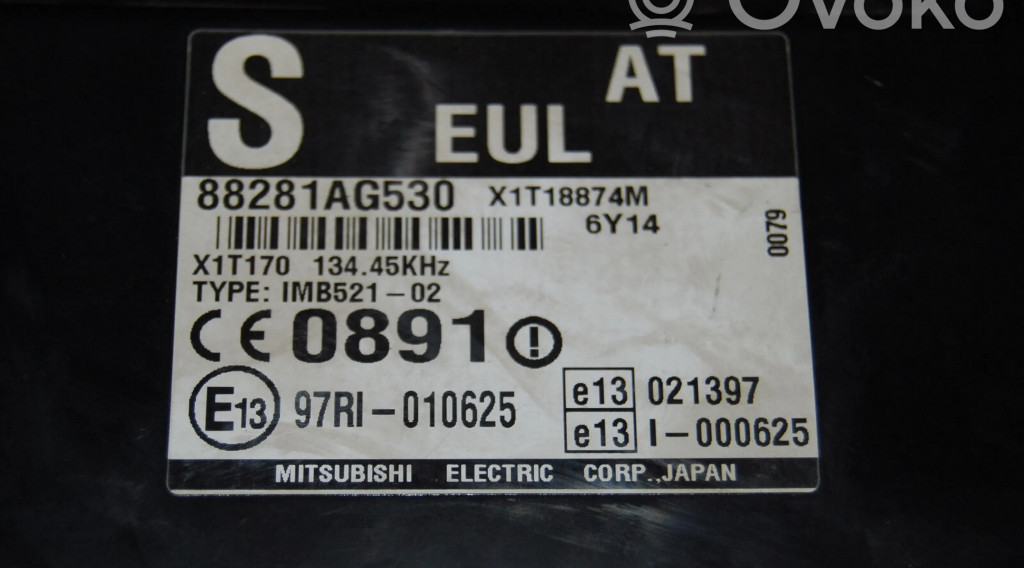 Ovoko
S
AT
EUL
88281AG530 X1T18874M
6Y14
0079
X1T170 134.45KHz
TYPE: IMB521-02
CE 0891
E13 97RI-010625
e13 021397
e13 I-000625
MITSUBISHI ELECTRIC CORP.,JAPAN